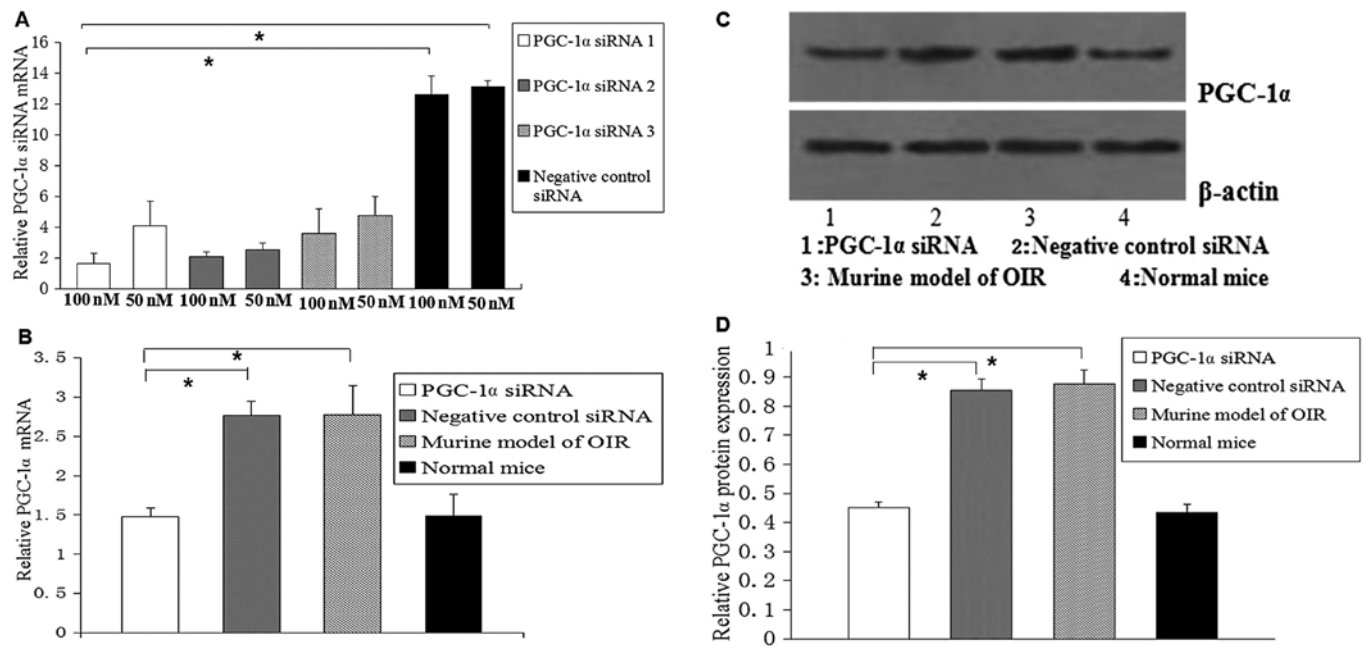 A
*
*
Relative PGC-1α siRNA mRNA
16
14
12
10
8
6
4
2
0
100 nM 50 nM 100 nM 50 nM 100 nM 50 nM 100 nM 50 nM
PGC-1α siRNA 1
PGC-1α siRNA 2
PGC-1α siRNA 3
Negative control
siRNA
B
*
*
Relative PGC-1α mRNA
3. 5
3
2. 5
2
1. 5
1
0. 5
0
PGC-1α siRNA
Negative control siRNA
Murine model of OIR
Normal mice
C
PGC-1α
β-actin
1 2 3 4
1:PGC-1α siRNA 2:Negative control siRNA
3: Murine model of OIR 4:Normal mice
D
*
*
Relative PGC-1α protein expression
1
0. 9
0. 8
0. 7
0. 6
0. 5
0. 4
0. 3
0. 2
0. 1
0
PGC-1α siRNA
Negative control siRNA
Murine model of OIR
Normal mice